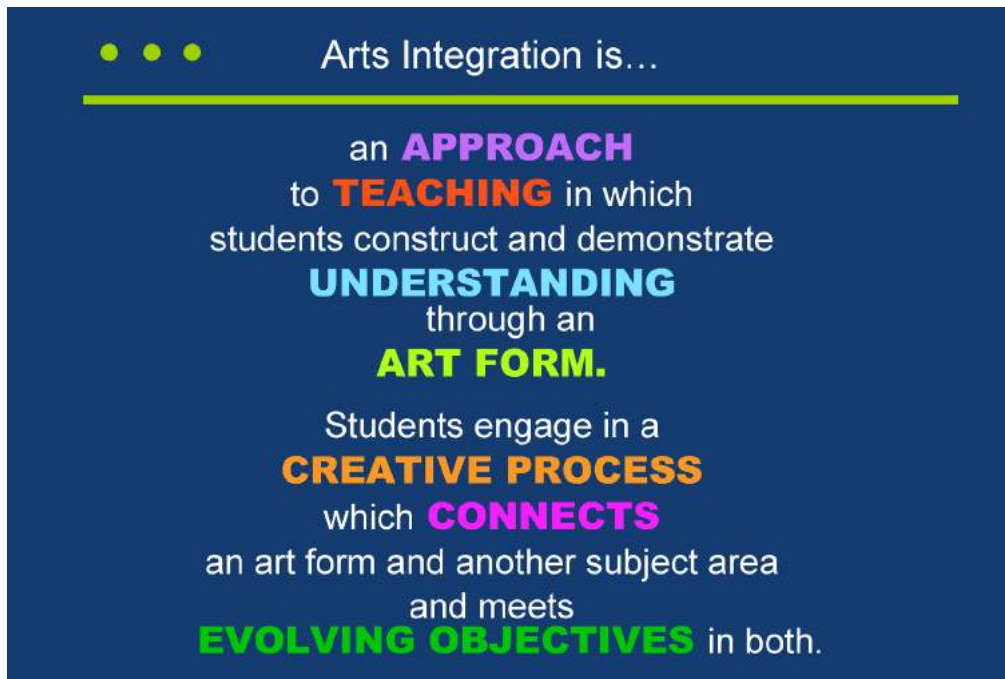 Arts Integration is...
an APPROACH
to TEACHING in which
students construct and demonstrate
UNDERSTANDING
through an
ART FORM.
Students engage in a
CREATIVE PROCESS
which CONNECTS
an art form and another subject area
and meets
EVOLVING OBJECTIVES in both.